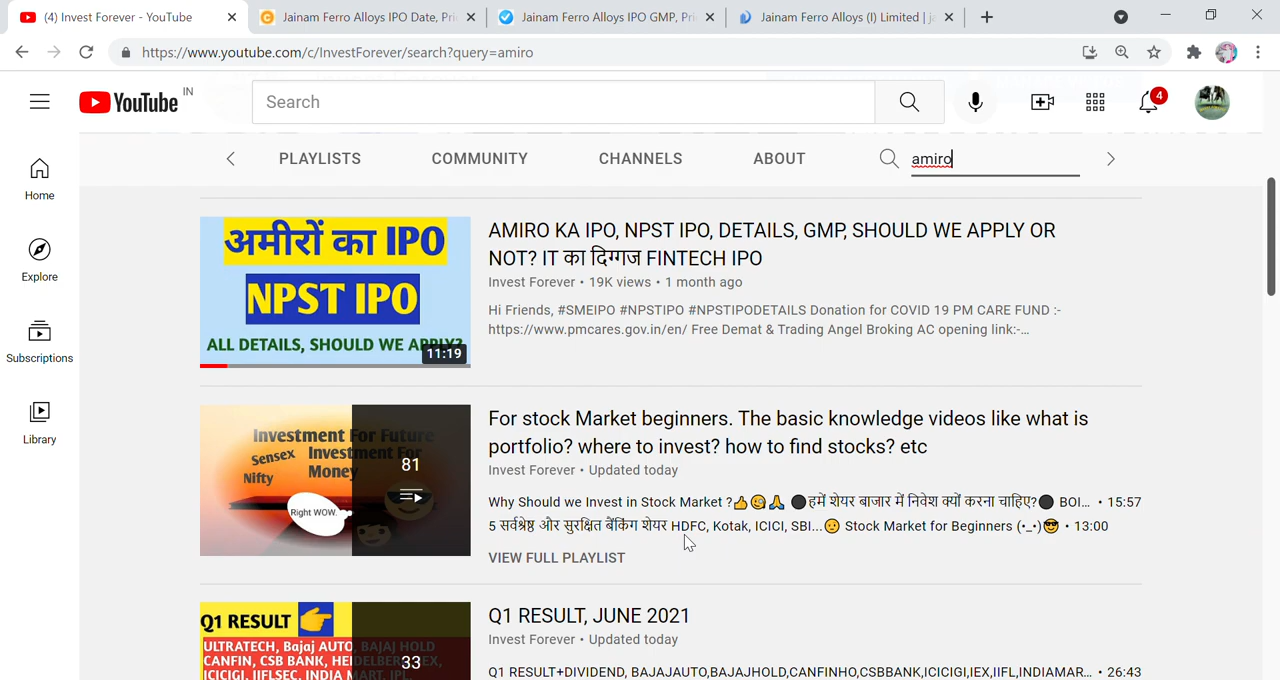 (4) Invest Forever - YouTube
Jainam Ferro Alloys IPO Date, Pri
Jainam Ferro Alloys IPO GMP, Pri
Jainam Ferro Alloys (I) Limited | ja
https://www.youtube.com/c/InvestForever/search?query=amiro
YouTube IN
Search
4
PLAYLISTS
COMMUNITY
CHANNELS
ABOUT
amiro
Home
Explore
Subscriptions
Library
अमीरों का IPO
NPST IPO
ALL DETAILS, SHOULD WE APPLY?
11:19
AMIRO KA IPO, NPST IPO, DETAILS, GMP, SHOULD WE APPLY OR
NOT? IT का दिग्गज FINTECH IPO
Invest Forever • 19K views • 1 month ago
Hi Friends, #SMEIPO #NPSTIPO #NPSTIPODETAILS Donation for COVID 19 PM CARE FUND :-
https://www.pmcares.gov.in/en/ Free Demat & Trading Angel Broking AC opening link:-...
Investment For Future
Sensex Investment For
Nifty Money
Right WOW.
81
For stock Market beginners. The basic knowledge videos like what is
portfolio? where to invest? how to find stocks? etc
Invest Forever • Updated today
Why Should we Invest in Stock Market ?👍🧐🙏 ⚫हमें शेयर बाजार में निवेश क्यों करना चाहिए?⚫ BOI... • 15:57
5 सर्वश्रेष्ठ और सुरक्षित बैंकिंग शेयर HDFC, Kotak, ICICI, SBI...🤨 Stock Market for Beginners (•_•)😎 • 13:00
VIEW FULL PLAYLIST
Q1 RESULT
ULTRATECH, Bajaj AUTO, BAJAJ HOLD
CANFIN, CSB BANK, HEIDELBERG, IEX,
ICICIGI, IIFLSEC, INDIA MART, IPL,
33
Q1 RESULT, JUNE 2021
Invest Forever • Updated today
Q1 RESULT+DIVIDEND, BAJAJAUTO,BAJAJHOLD,CANFINHO,CSBBANK,ICICIGI,IEX,IIFL,INDIAMAR... • 26:43